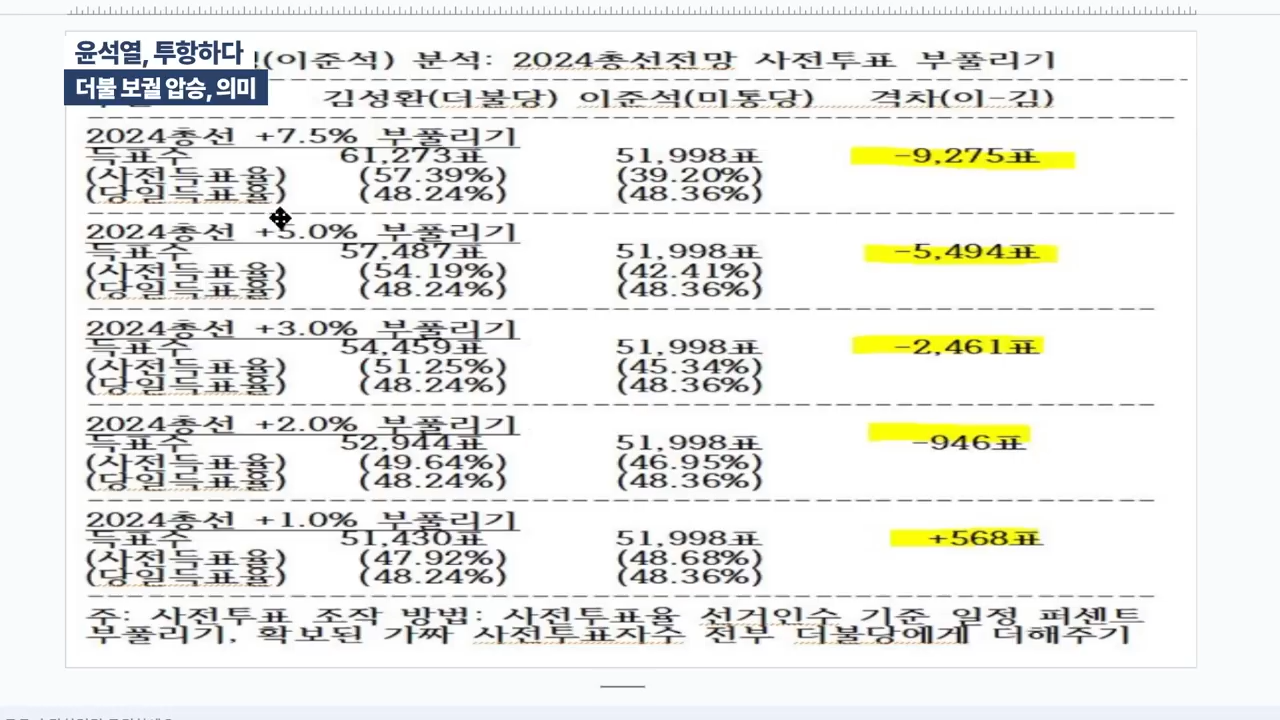 윤석열, 투항하다
더불 보궐 압승, 의미
(이준석) 분석: 2024총선전망 사전투표 부풀리기
김성환(더불당) 이준석(미통당) 격차(이-김)
2024총선 +7.5% 부풀리기
득표수 61,273표 51,998표 -9,275표
(사전득표율) (57.39%) (39.20%)
(당일득표율) (48.24%) (48.36%)
2024총선 +5.0% 부풀리기
득표수 57,487표 51,998표 -5,494표
(사전득표율) (54.19%) (42.41%)
(당일득표율) (48.24%) (48.36%)
2024총선 +3.0% 부풀리기
득표수 54,459표 51,998표 -2,461표
(사전득표율) (51.25%) (45.34%)
(당일득표율) (48.24%) (48.36%)
2024총선 +2.0% 부풀리기
득표수 52,944표 51,998표 -946표
(사전득표율) (49.64%) (46.95%)
(당일득표율) (48.24%) (48.36%)
2024총선 +1.0% 부풀리기
득표수 51,430표 51,998표 +568표
(사전득표율) (47.92%) (48.68%)
(당일득표율) (48.24%) (48.36%)
주: 사전투표 조작 방법: 사전투표율 선거인수 기준 일정 퍼센트
부풀리기, 확보된 가짜 사전투표자수 전부 더불당에게 더해주기